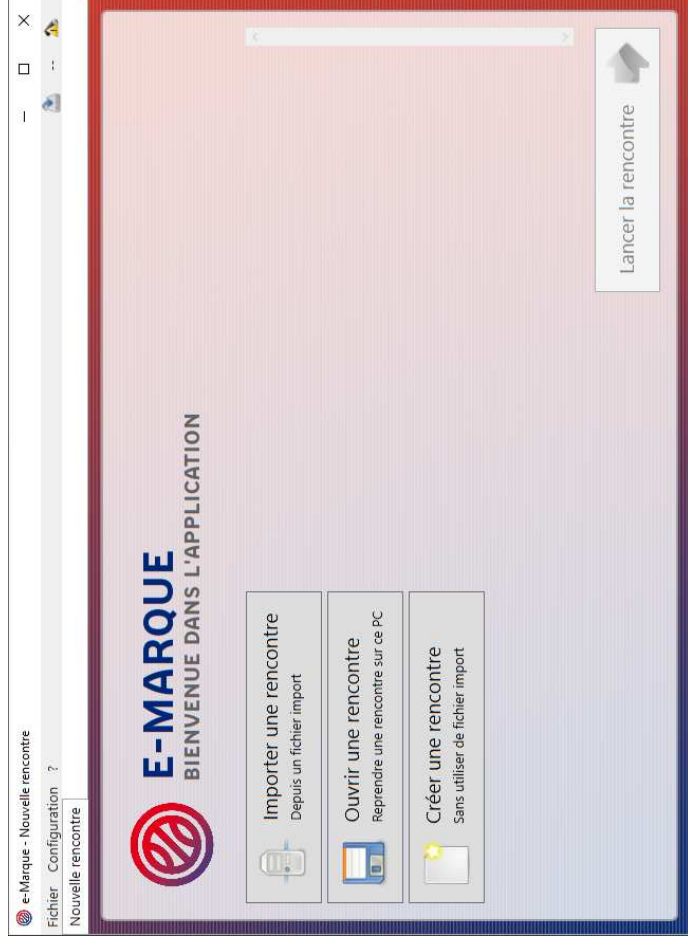 e-Marque - Nouvelle rencontre
Fichier Configuration ?
--
Nouvelle rencontre
E-MARQUE
BIENVENUE DANS L'APPLICATION
Importer une rencontre
Depuis un fichier import
Ouvrir une rencontre
Reprendre une rencontre sur ce PC
Créer une rencontre
Sans utiliser de fichier import
Lancer la rencontre